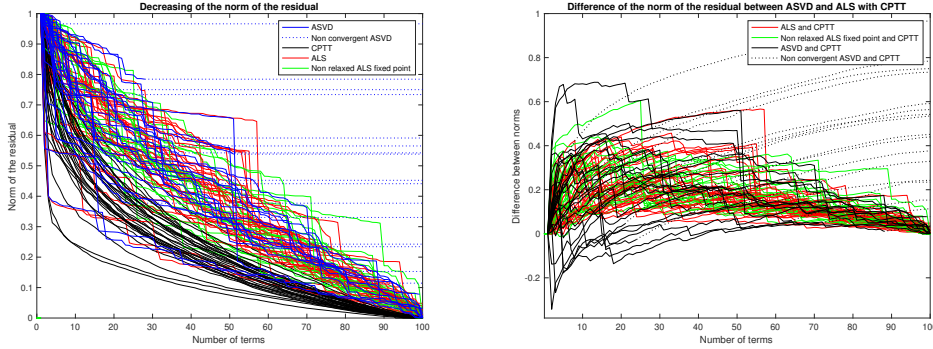 Decreasing of the norm of the residual
1
0.9
0.8
0.7
0.6
0.5
0.4
0.3
0.2
0.1
0
Norm of the residual
ASVD
Non convergent ASVD
CPTT
ALS
Non relaxed ALS fixed point
0 10 20 30 40 50 60 70 80 90 100
Number of terms
Difference of the norm of the residual between ASVD and ALS with CPTT
1
0.8
0.6
0.4
0.2
0
-0.2
Difference between norms
ALS and CPTT
Non relaxed ALS fixed point and CPTT
ASVD and CPTT
Non convergent ASVD and CPTT
10 20 30 40 50 60 70 80 90 100
Number of terms